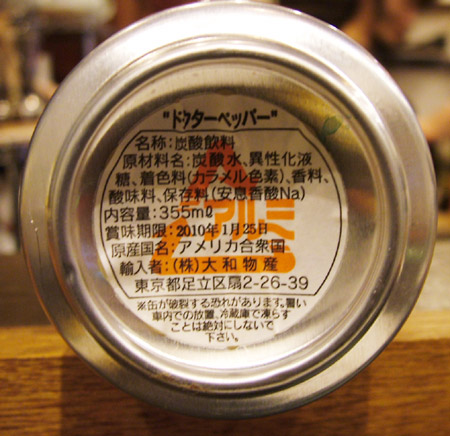 "ドクターペッパー"
名称:炭酸飲料
原材料名:炭酸水、異性化液
糖、着色料(カラメル色素)、香料、
酸味料、保存料(安息香酸Na)
内容量:355mℓ
賞味期限:2010年1月25日
原産国名:アメリカ合衆国
輸入者:(株)大和物産
東京都足立区扇2-26-39
※缶が破裂する恐れがあります。暑い
車内での放置、冷蔵庫で凍らす
ことは絶対にしないで
下さい。
アルミ